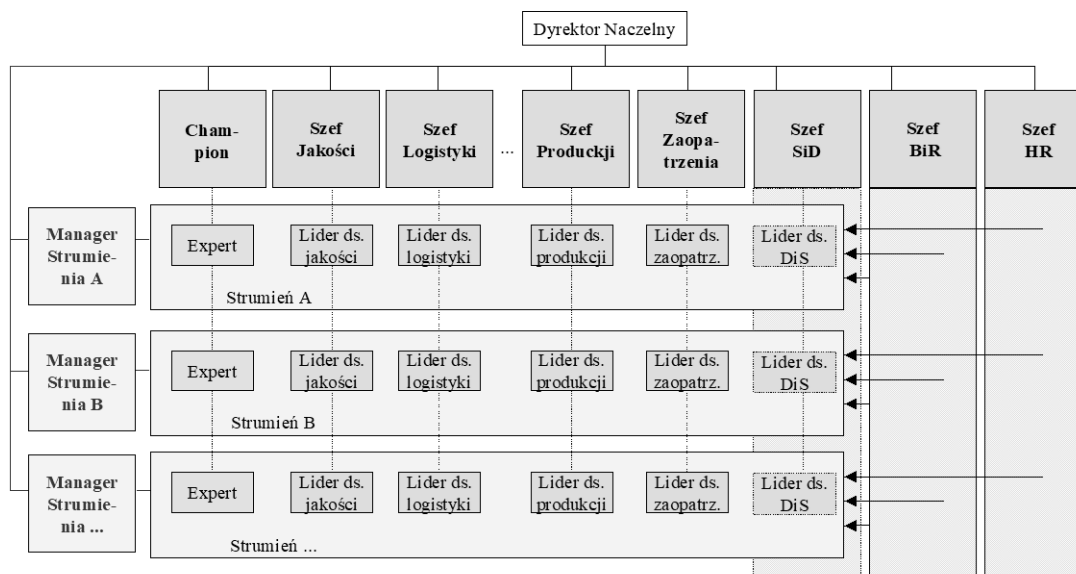 Dyrektor Naczelny
Cham-
pion
Szef
Jakości
Szef
Logistyki
...
Szef
Produckji
Szef
Zaopa-
trzenia
Szef
SiD
Szef
BiR
Szef
HR
Manager
Strumie-
nia A
Expert
Lider ds.
jakości
Lider ds.
logistyki
Lider ds.
produkcji
Lider ds.
zaopatrz.
Lider ds.
DiS
Strumień A
Manager
Strumie-
nia B
Expert
Lider ds.
jakości
Lider ds.
logistyki
Lider ds.
produkcji
Lider ds.
zaopatrz.
Lider ds.
DiS
Strumień B
Manager
Strumie-
nia ...
Expert
Lider ds.
jakości
Lider ds.
logistyki
Lider ds.
produkcji
Lider ds.
zaopatrz.
Lider ds.
DiS
Strumień ...